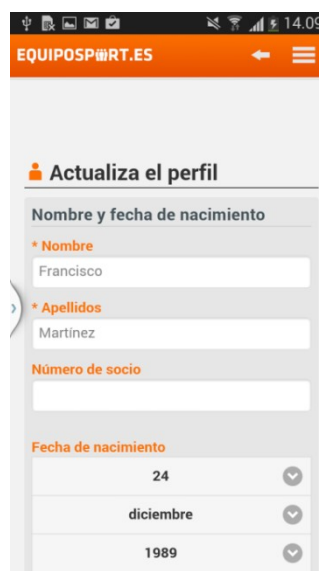 14.09
EQUIPOSPORT.ES
Actualiza el perfil
Nombre y fecha de nacimiento
* Nombre
Francisco
* Apellidos
Martínez
Número de socio
Fecha de nacimiento
24
diciembre
1989